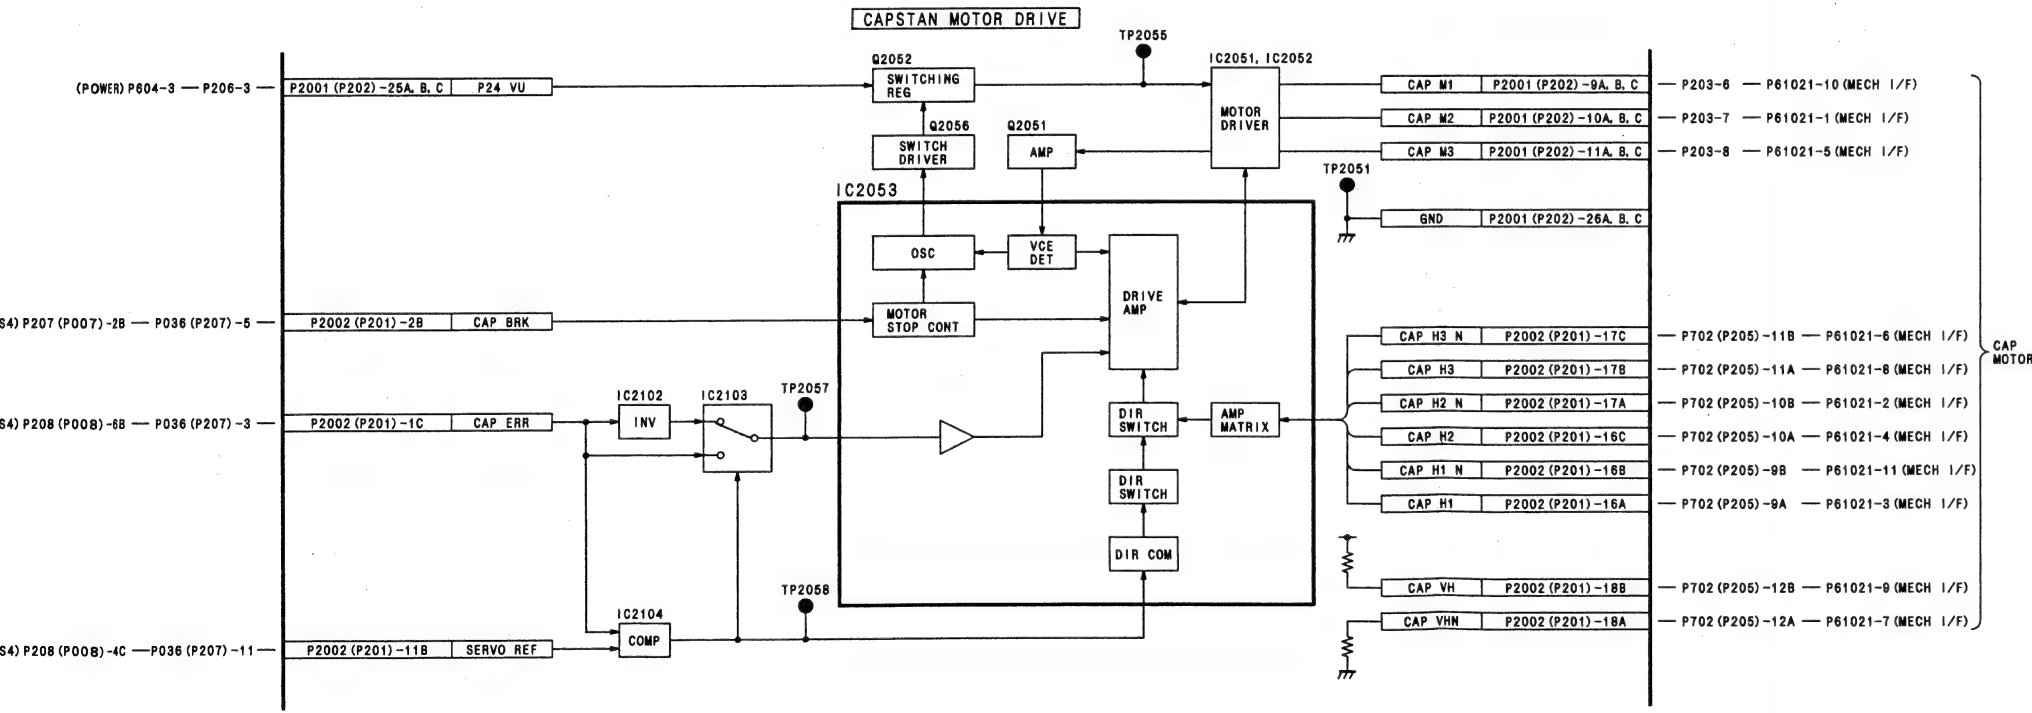 CAPSTAN MOTOR DRIVE
(POWER) P604-3 — P206-3 —
P2001 (P202) -25A, B, C
P24 VU
Q2052
SWITCHING
REG
TP2055
IC2051, IC2052
MOTOR
DRIVER
CAP M1
P2001 (P202) -9A, B, C
— P203-6 — P61021-10 (MECH I/F)
CAP M2
P2001 (P202) -10A, B, C
— P203-7 — P61021-1 (MECH I/F)
CAP M3
P2001 (P202) -11A, B, C
— P203-8 — P61021-5 (MECH I/F)
Q2056
SWITCH
DRIVER
Q2051
AMP
TP2051
GND
P2001 (P202) -26A, B, C
IC2053
OSC
VCE
DET
DRIVE
AMP
MOTOR
STOP CONT
S4) P207 (P007) -2B — P036 (P207) -5 —
P2002 (P201) -2B
CAP BRK
S4) P208 (P008) -6B — P036 (P207) -3 —
P2002 (P201) -1C
CAP ERR
IC2102
INV
IC2103
TP2057
DIR
SWITCH
AMP
MATRIX
DIR
SWITCH
DIR COM
CAP H3 N
P2002 (P201) -17C
— P702 (P205) -11B — P61021-6 (MECH I/F)
CAP H3
P2002 (P201) -17B
— P702 (P205) -11A — P61021-8 (MECH I/F)
CAP H2 N
P2002 (P201) -17A
— P702 (P205) -10B — P61021-2 (MECH I/F)
CAP H2
P2002 (P201) -16C
— P702 (P205) -10A — P61021-4 (MECH I/F)
CAP H1 N
P2002 (P201) -16B
— P702 (P205) -9B — P61021-11 (MECH I/F)
CAP H1
P2002 (P201) -16A
— P702 (P205) -9A — P61021-3 (MECH I/F)
CAP VH
P2002 (P201) -18B
— P702 (P205) -12B — P61021-9 (MECH I/F)
CAP VHN
P2002 (P201) -18A
— P702 (P205) -12A — P61021-7 (MECH I/F)
CAP
MOTOR
TP2058
IC2104
COMP
S4) P208 (P008) -4C —P036 (P207) -11 —
P2002 (P201) -11B
SERVO REF